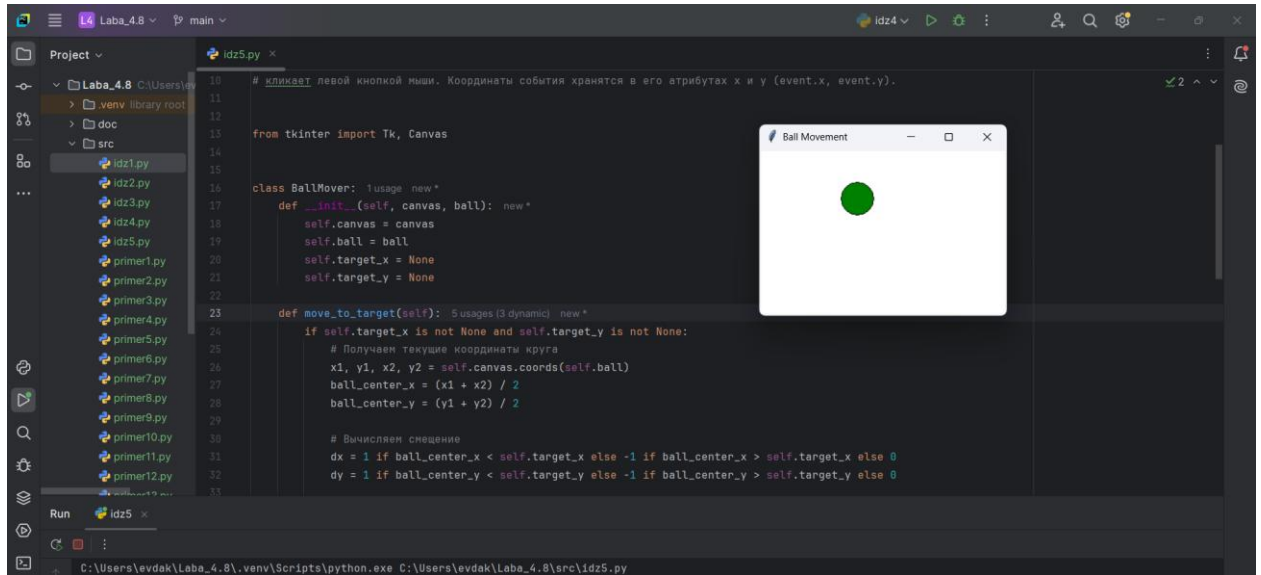 L4 Laba_4.8 main idz4
Project
idz5.py
Laba_4.8 C:\Users\ev
.venv library root
doc
src
idz1.py
idz2.py
idz3.py
idz4.py
idz5.py
primer1.py
primer2.py
primer3.py
primer4.py
primer5.py
primer6.py
primer7.py
primer8.py
primer9.py
primer10.py
primer11.py
primer12.py
10 # кликает левой кнопкой мыши. Координаты события хранятся в его атрибутах x и y (event.x, event.y).
2
11
12
13 from tkinter import Tk, Canvas
14
15
16 class BallMover: 1 usage new *
17 def __init__(self, canvas, ball): new *
18 self.canvas = canvas
19 self.ball = ball
20 self.target_x = None
21 self.target_y = None
22
23 def move_to_target(self): 5 usages (3 dynamic) new *
24 if self.target_x is not None and self.target_y is not None:
25 # Получаем текущие координаты круга
26 x1, y1, x2, y2 = self.canvas.coords(self.ball)
27 ball_center_x = (x1 + x2) / 2
28 ball_center_y = (y1 + y2) / 2
29
30 # Вычисляем смещение
31 dx = 1 if ball_center_x < self.target_x else -1 if ball_center_x > self.target_x else 0
32 dy = 1 if ball_center_y < self.target_y else -1 if ball_center_y > self.target_y else 0
33
Ball Movement
Run idz5
C:\Users\evdak\Laba_4.8\.venv\Scripts\python.exe C:\Users\evdak\Laba_4.8\src\idz5.py